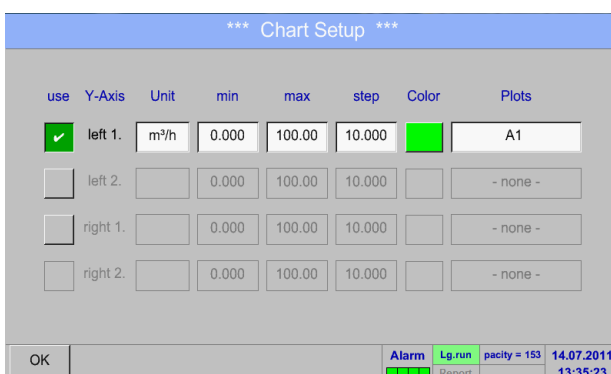 *** Chart Setup ***
use Y-Axis Unit min max step Color Plots
left 1. m³/h 0.000 100.00 10.000 A1
left 2. 0.000 100.00 10.000 - none -
right 1. 0.000 100.00 10.000 - none -
right 2. 0.000 100.00 10.000 - none -
OK Alarm Lg.run pacity = 153 14.07.2011
Report 13:35:23